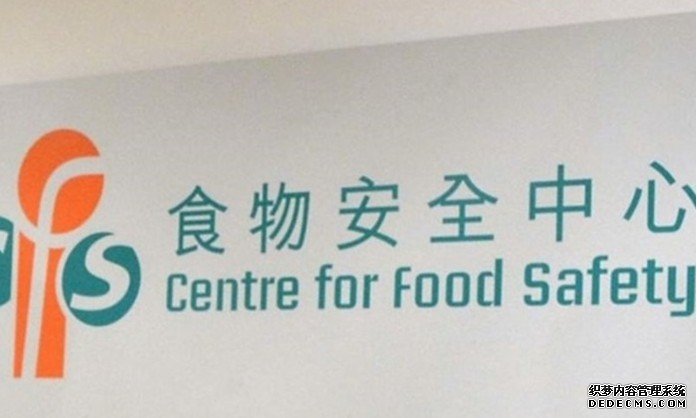 cfs
食物安全中心
Centre for Food Safety
织梦内容管理系统
DEDECMS.COM